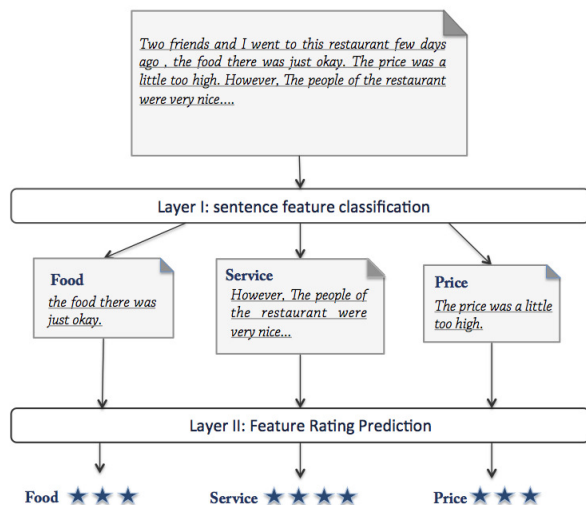 Two friends and I went to this restaurant few days
ago , the food there was just okay. The price was a
little too high. However, The people of the restaurant
were very nice....
Layer I: sentence feature classification
Food
the food there was
just okay.
Service
However, The people of
the restaurant were
very nice...
Price
The price was a little
too high.
Layer II: Feature Rating Prediction
Food ★ ★ ★
Service ★ ★ ★ ★
Price ★ ★ ★